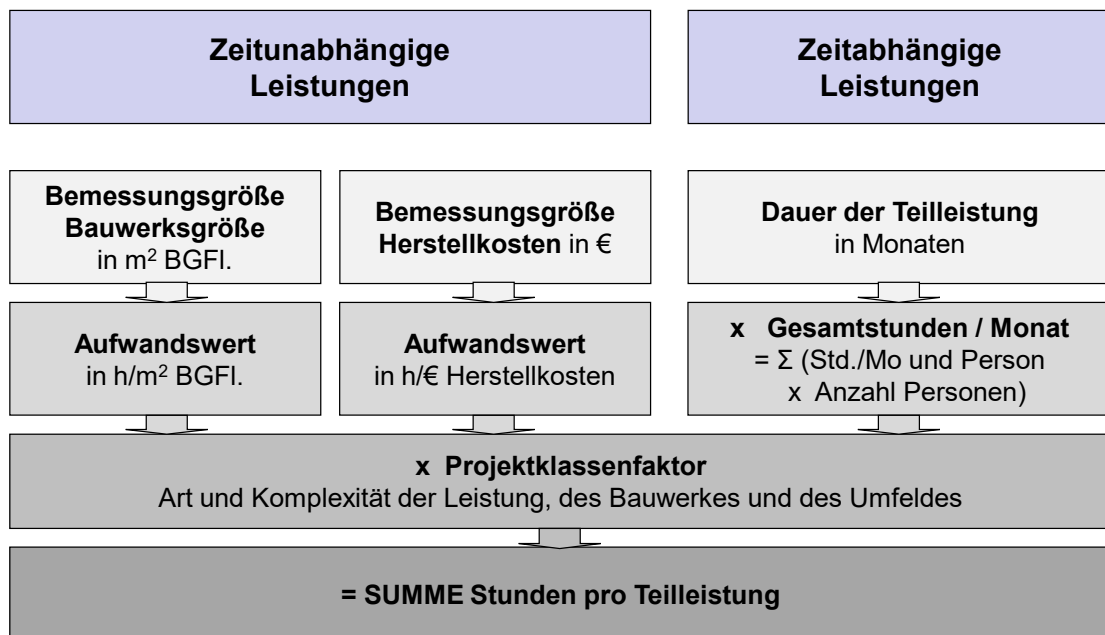 Zeitunabhängige
Leistungen
Zeitabhängige
Leistungen
Bemessungsgröße
Bauwerksgröße
in m² BGFl.
Bemessungsgröße
Herstellkosten in €
Dauer der Teilleistung
in Monaten
Aufwandswert
in h/m² BGFl.
Aufwandswert
in h/€ Herstellkosten
x Gesamtstunden / Monat
= Σ (Std./Mo und Person
x Anzahl Personen)
x Projektklassenfaktor
Art und Komplexität der Leistung, des Bauwerkes und des Umfeldes
= SUMME Stunden pro Teilleistung